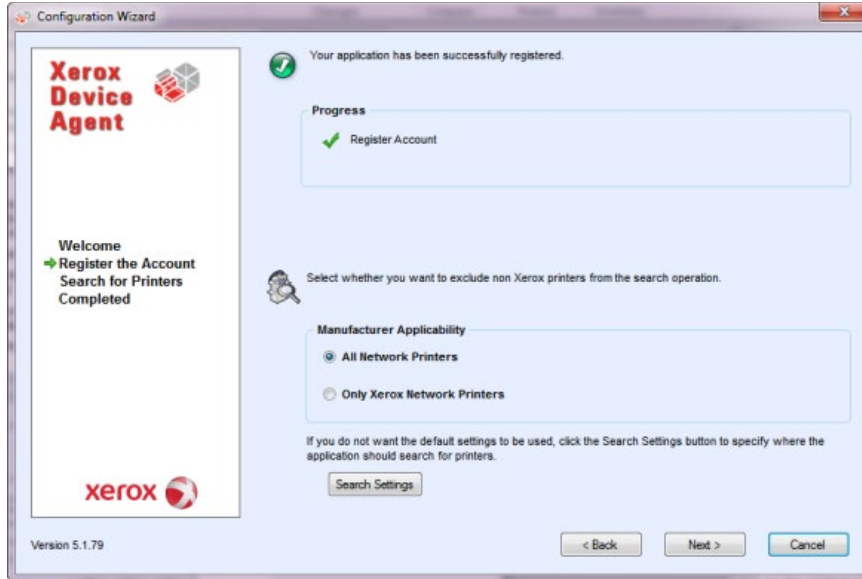 Configuration Wizard
Xerox
Device
Agent
Welcome
Register the Account
Search for Printers
Completed
xerox
Version 5.1.79
Your application has been successfully registered.
Progress
Register Account
Select whether you want to exclude non Xerox printers from the search operation.
Manufacturer Applicability
All Network Printers
Only Xerox Network Printers
If you do not want the default settings to be used, click the Search Settings button to specify where the
application should search for printers.
Search Settings
< Back
Next >
Cancel